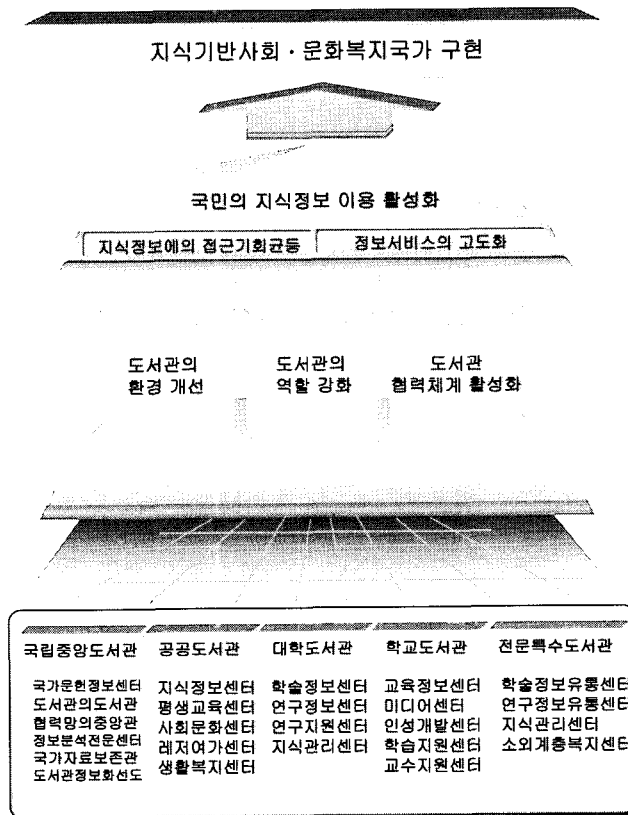 지식기반사회·문화복지국가 구현
국민의 지식정보 이용 활성화
지식정보에의 접근기회균등
정보서비스의 고도화
도서관의
환경 개선
도서관의
역할 강화
도서관
협력체계 활성화
국립중앙도서관
국가문헌정보센터
도서관의도서관
협력망의중앙관
정보분석전문센터
국가자료보존관
도서관정보화선도
공공도서관
지식정보센터
평생교육센터
사회문화센터
레저여가센터
생활복지센터
대학도서관
학술정보센터
연구정보센터
연구지원센터
지식관리센터
학교도서관
교육정보센터
미디어센터
인성개발센터
학습지원센터
교수지원센터
전문특수도서관
학술정보유통센터
연구정보유통센터
지식관리센터
소외계층복지센터